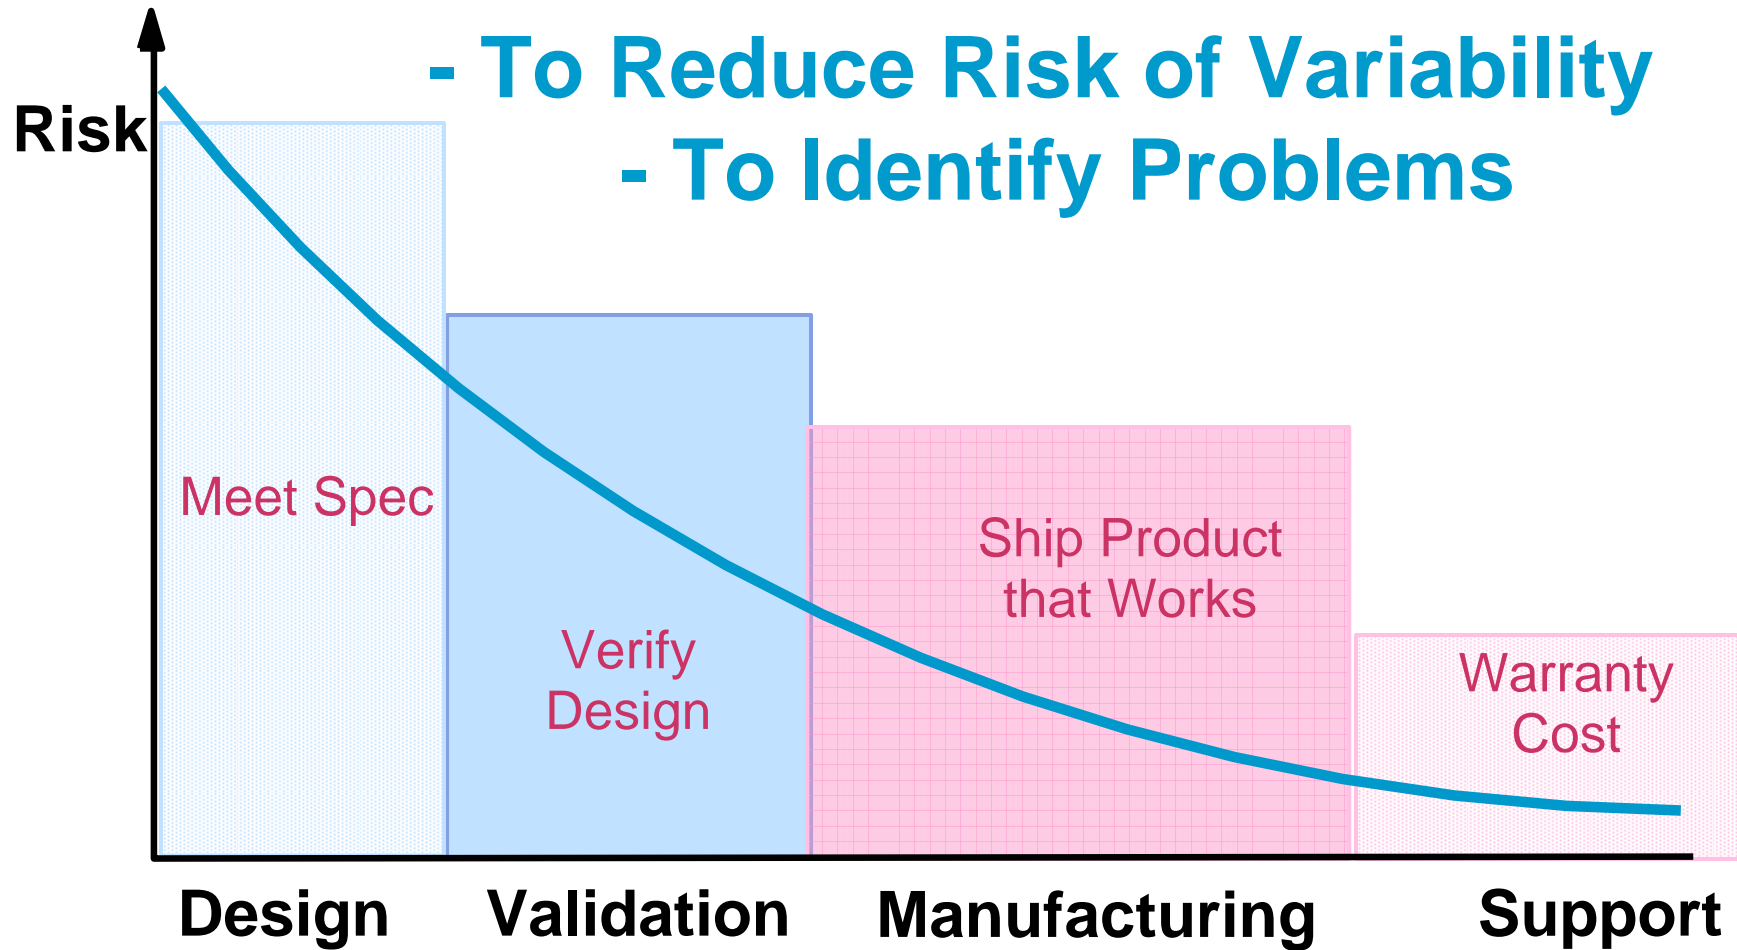 - To Reduce Risk of Variability
- To Identify Problems
Risk
Meet Spec
Verify
Design
Ship Product
that Works
Warranty
Cost
Design
Validation
Manufacturing
Support